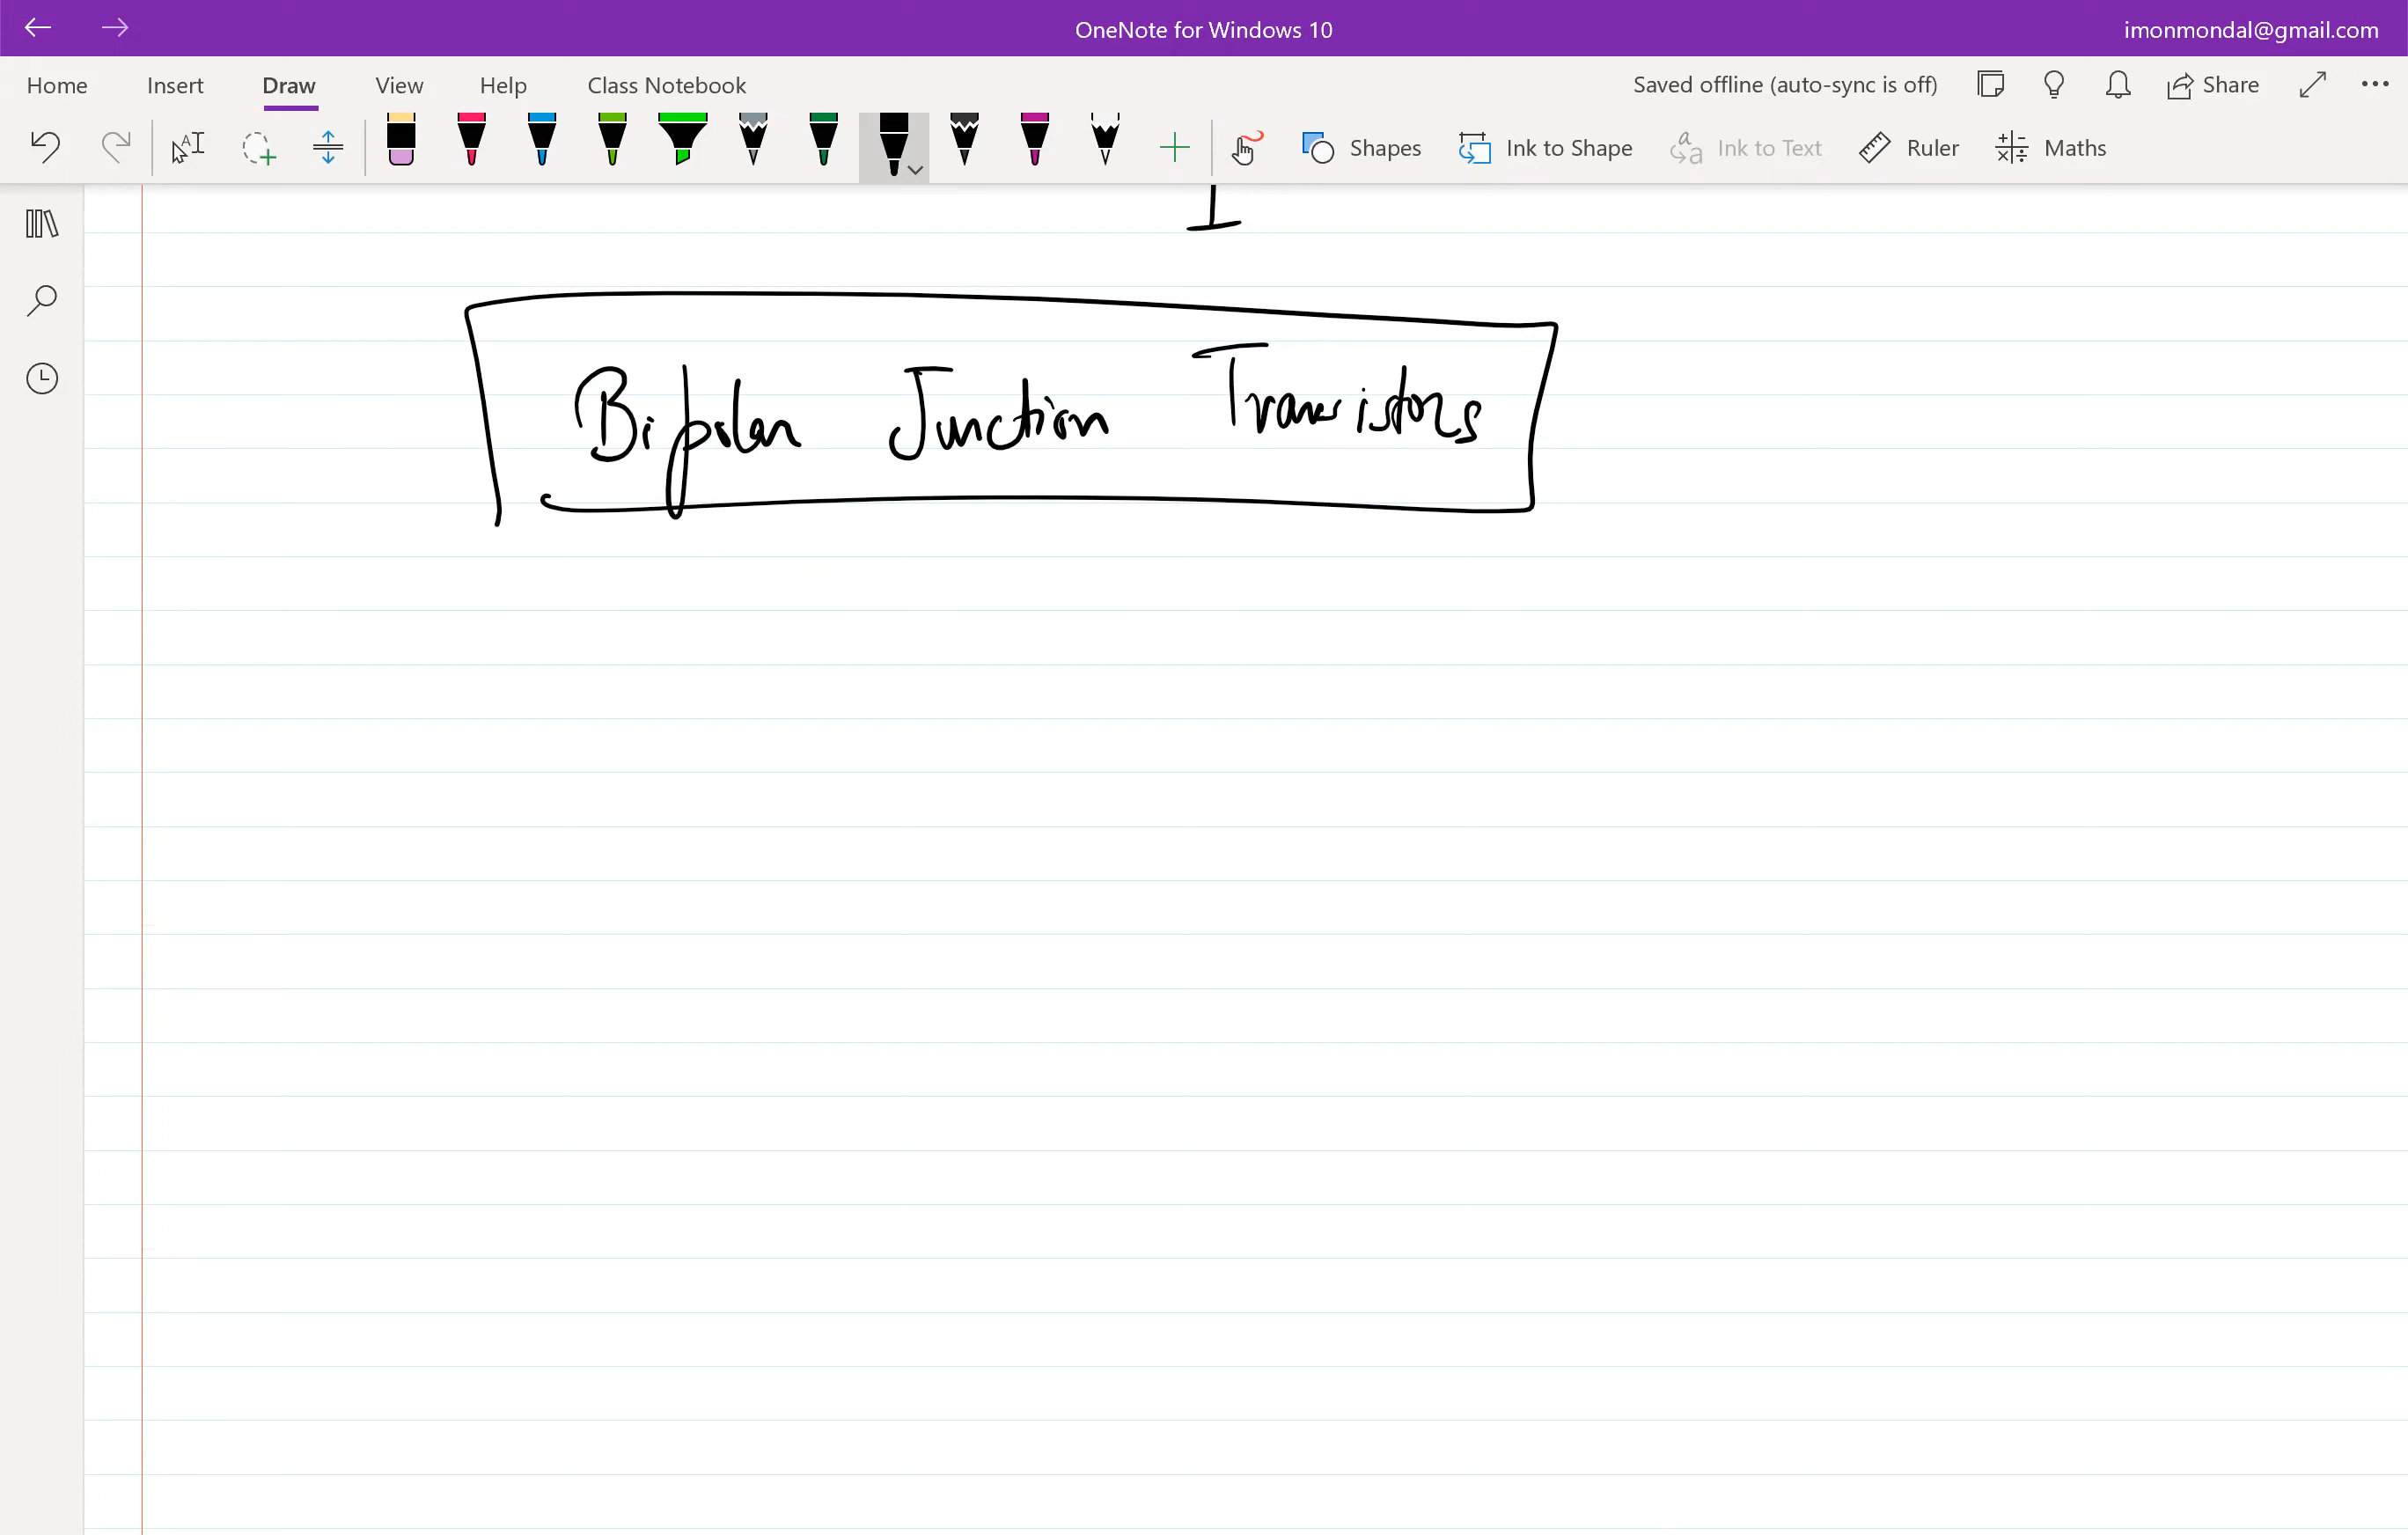 OneNote for Windows 10 imonmondal@gmail.com
Home Insert Draw View Help Class Notebook Saved offline (auto-sync is off) Share
Shapes Ink to Shape Ink to Text Ruler Maths
Bipolar Junction Transistors